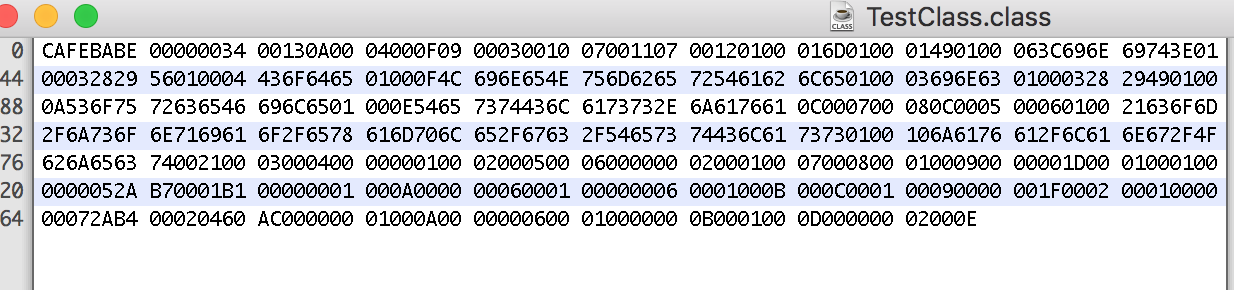 CLASS TestClass.class
0 CAFEBABE 00000034 00130A00 04000F09 00030010 07001107 00120100 016D0100 01490100 063C696E 69743E01
44 00032829 56010004 436F6465 01000F4C 696E654E 756D6265 72546162 6C650100 03696E63 01000328 29490100
88 0A536F75 72636546 696C6501 000E5465 7374436C 6173732E 6A617661 0C000700 080C0005 00060100 21636F6D
32 2F6A736F 6E716961 6F2F6578 616D706C 652F6763 2F546573 74436C61 73730100 106A6176 612F6C61 6E672F4F
76 626A6563 74002100 03000400 00000100 02000500 06000000 02000100 07000800 01000900 00001D00 01000100
20 0000052A B70001B1 00000001 000A0000 00060001 00000006 0001000B 000C0001 00090000 001F0002 00010000
64 00072AB4 00020460 AC000000 01000A00 00000600 01000000 0B000100 0D000000 02000E